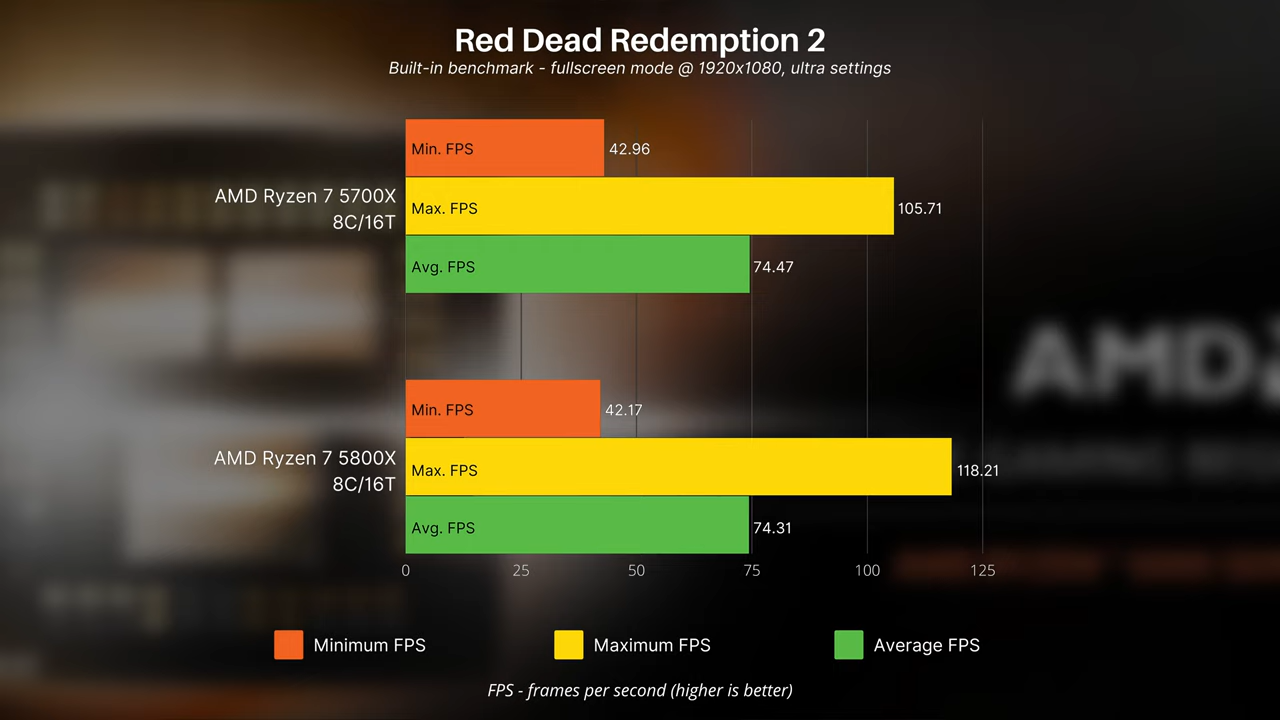 Red Dead Redemption 2
Built-in benchmark - fullscreen mode @ 1920x1080, ultra settings
Min. FPS 42.96
AMD Ryzen 7 5700X
8C/16T
Max. FPS 105.71
Avg. FPS 74.47
Min. FPS 42.17
AMD Ryzen 7 5800X
8C/16T
Max. FPS 118.21
Avg. FPS 74.31
0 25 50 75 100 125
Minimum FPS Maximum FPS Average FPS
FPS - frames per second (higher is better)
AMD